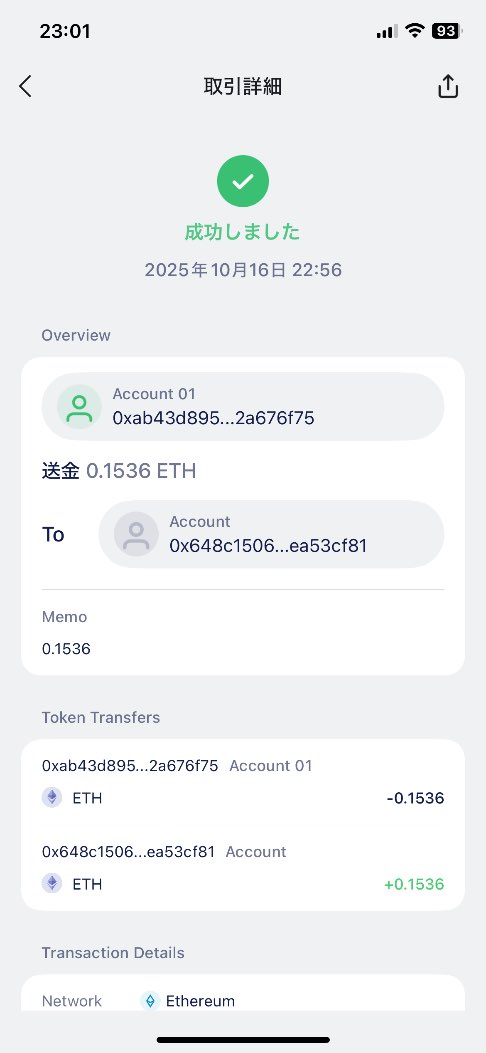 23:01
93
取引詳細
成功しました
2025年10月16日 22:56
Overview
Account 01
0xab43d895...2a676f75
送金 0.1536 ETH
To
Account
0x648c1506...ea53cf81
Memo
0.1536
Token Transfers
0xab43d895...2a676f75 Account 01
ETH -0.1536
0x648c1506...ea53cf81 Account
ETH +0.1536
Transaction Details
Network Ethereum